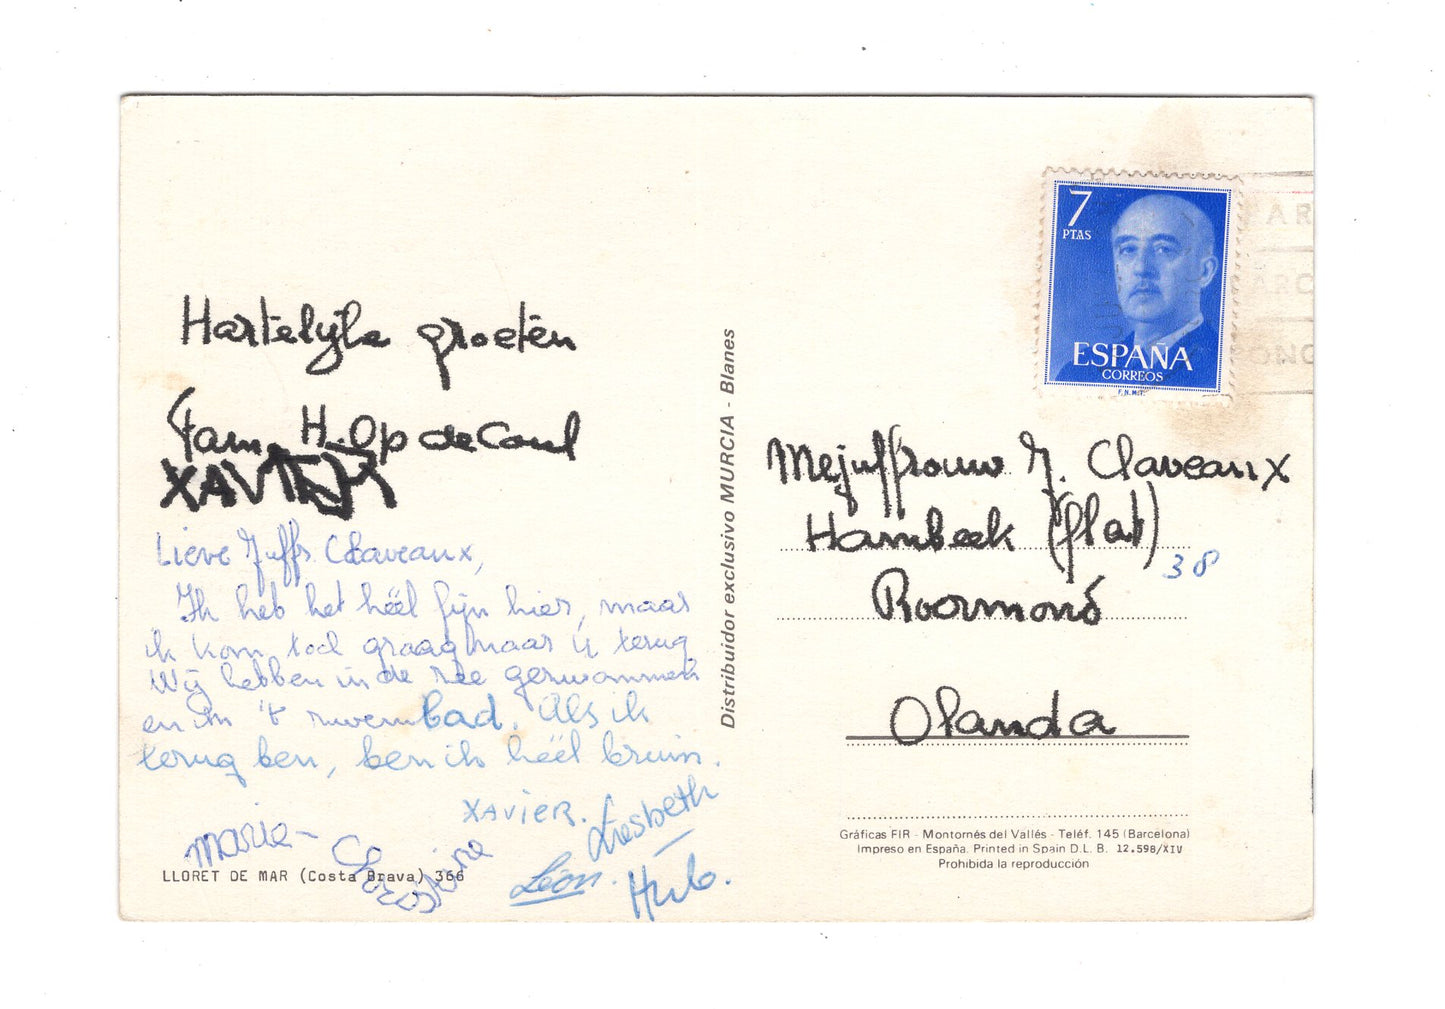 Hartelijke groeten
Fam. H. Op de Coul
XAVIER
Lieve Juffr. Claveaux,
Ik heb het héél fijn hier, maar
ik kom toch graag naar U terug
Wij hebben in de zee gezwommen
en in 't zwembad. Als ik
terug ben, ben ik héél bruin.
XAVIER.
Liesbeth
Marie-
Christine
Léon.
Hub.
LLORET DE MAR (Costa Brava) 366
Distribuidor exclusivo MURCIA - Blanes
7
PTAS
ESPAÑA
CORREOS
F.N.M.T.
Mejuffrouw J. Claveaux
Hambeek (flat)
38
Roermond
Olanda
Gráficas FIR - Montornés del Vallés - Teléf. 145 (Barcelona)
Impreso en España. Printed in Spain D.L. B. 12.598/XIV
Prohibida la reproducción